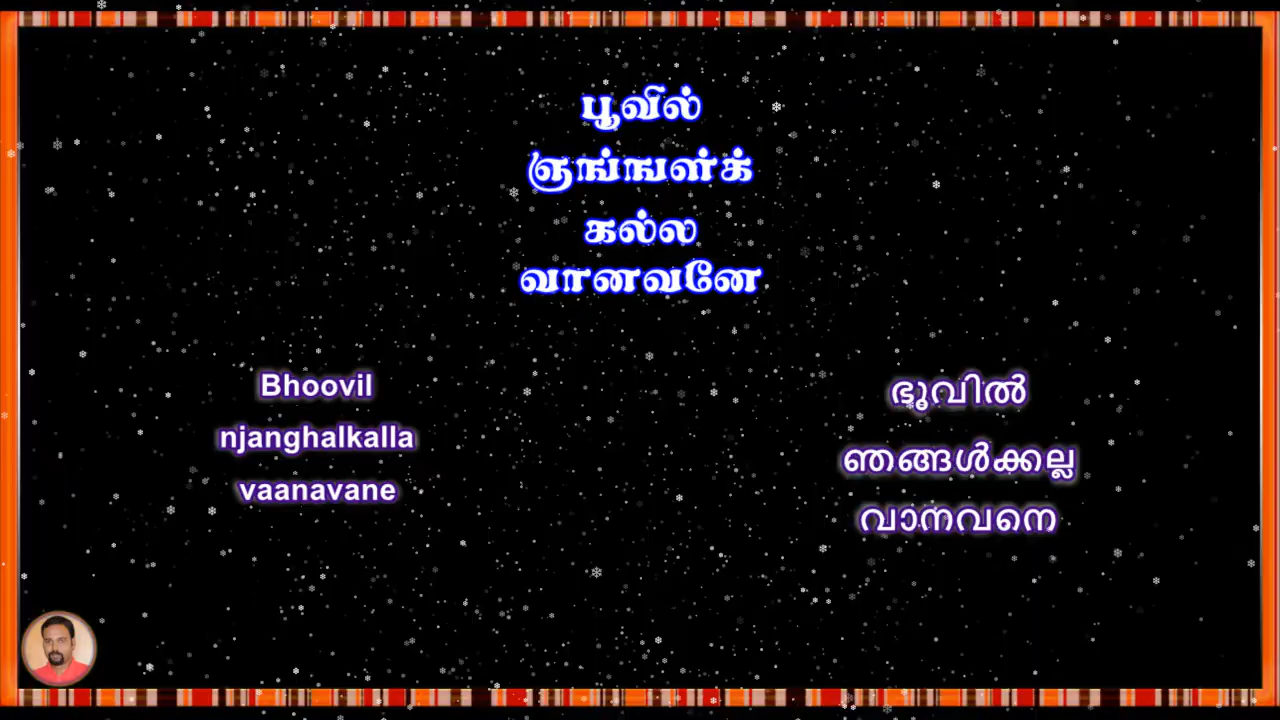 பூவில்
ஞங்ஙள்க்
கல்ல
வானவனே
Bhoovil
njanghalkalla
vaanavane
ഭൂവിൽ
ഞങ്ങൾക്കല്ല
വാനവനെ